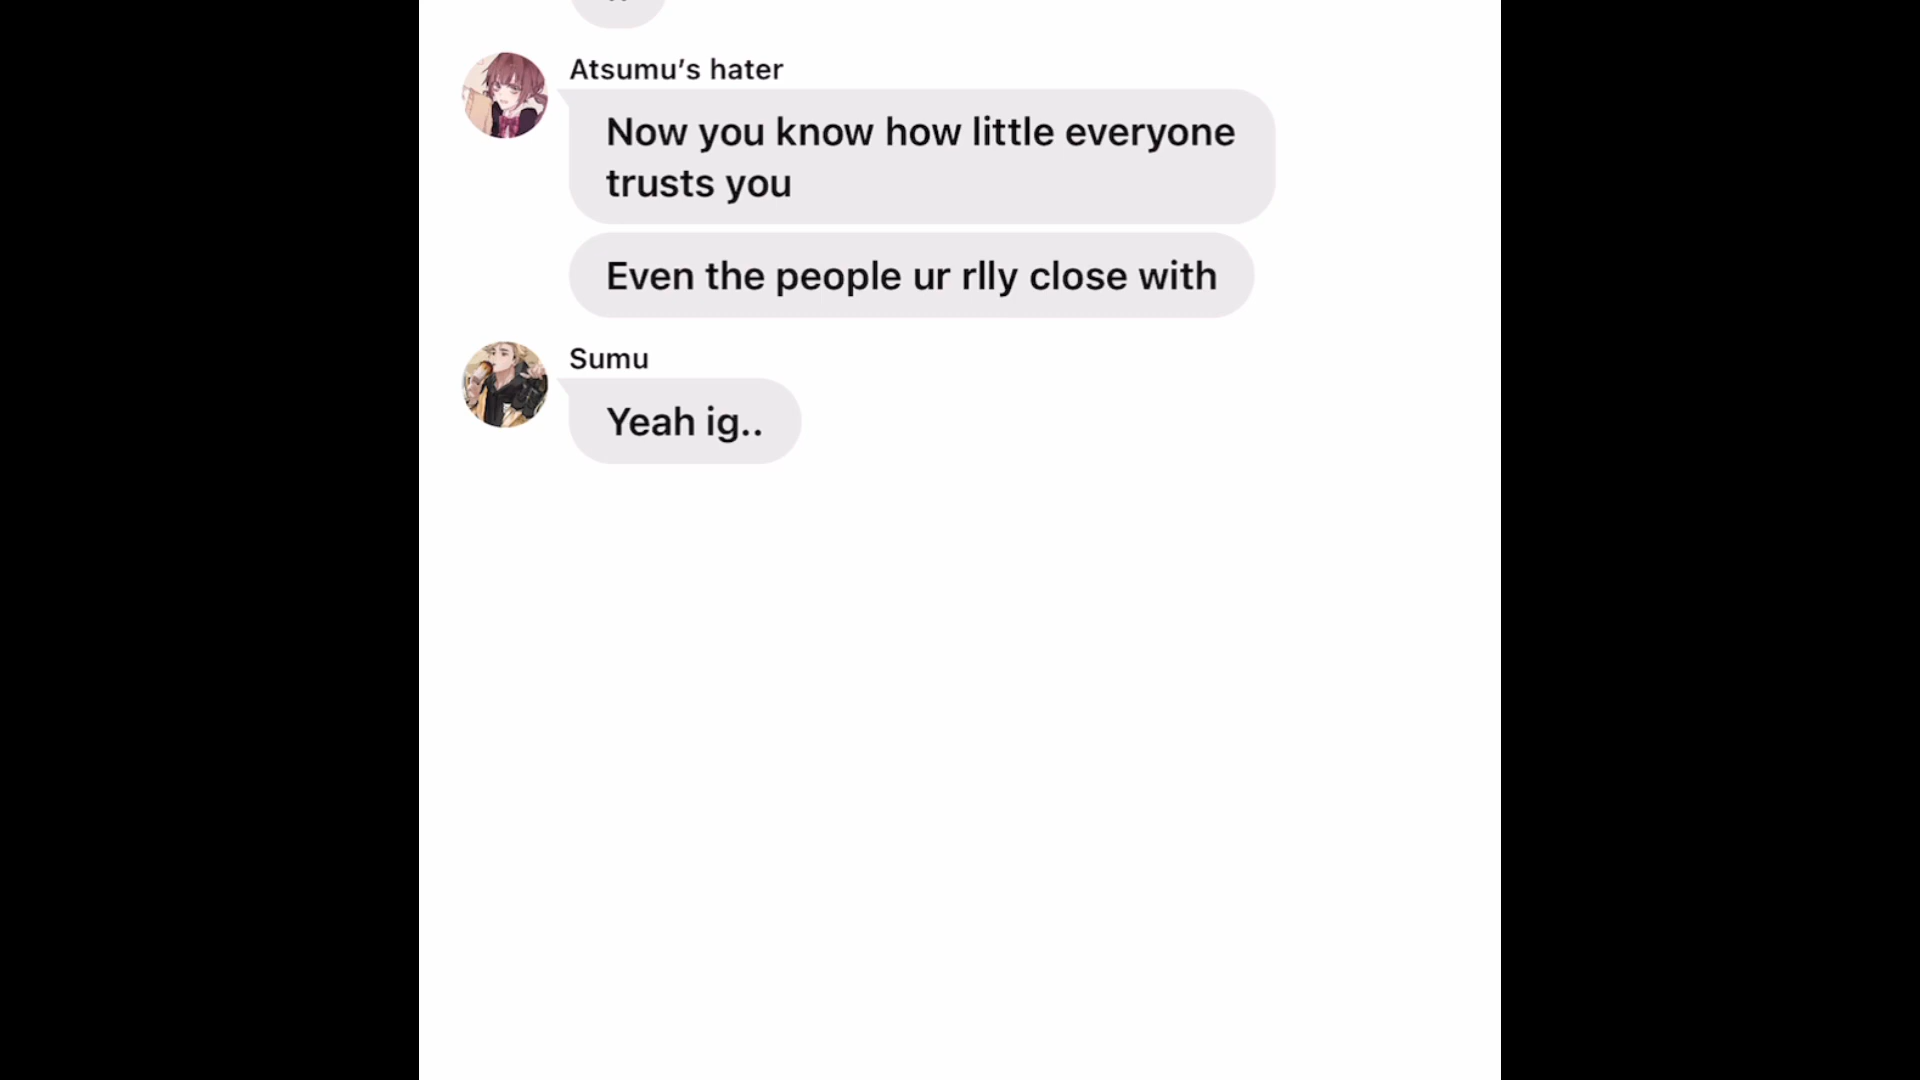 Atsumu’s hater
Now you know how little everyone
trusts you
Even the people ur rlly close with
Sumu
Yeah ig..